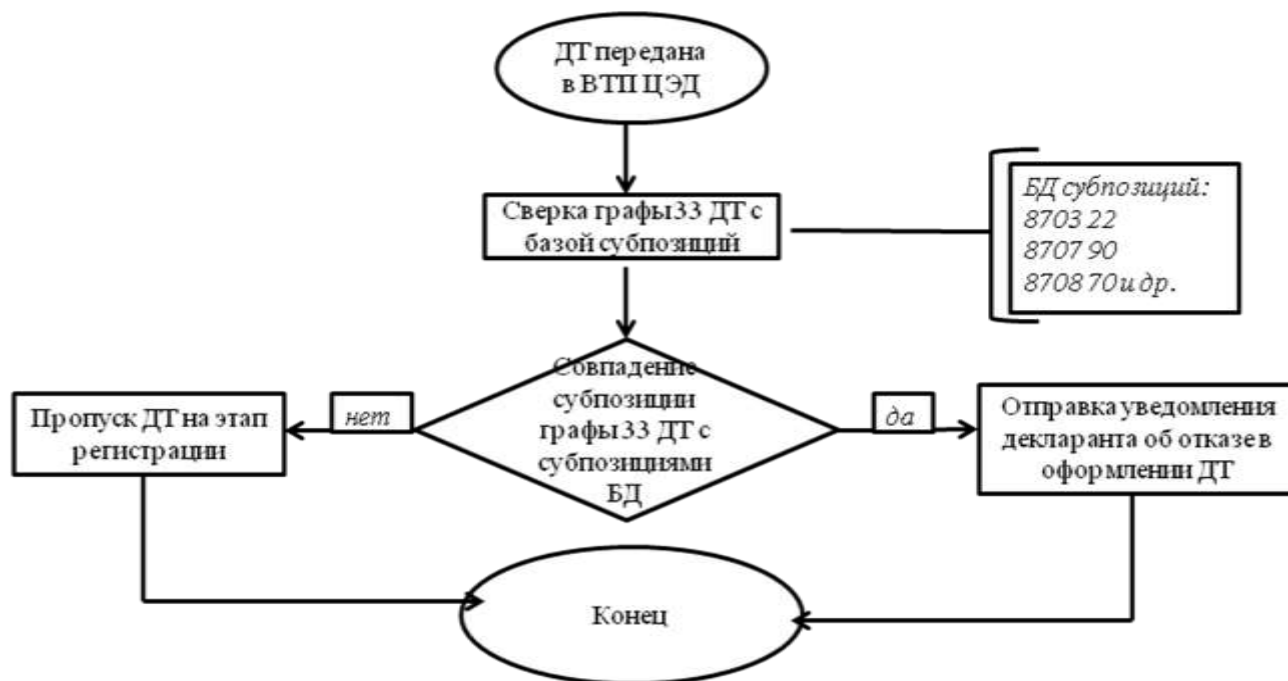 ДТ передана
в ВТП ЦЭД
Сверка графы 33 ДТ с
базой субпозиций
БД субпозиций:
8703 22
8707 90
8708 70 и др.
Совпадение
субпозиции
графы 33 ДТ с
субпозициями
БД
нет
да
Пропуск ДТ на этап
регистрации
Отправка уведомления
декларанта об отказе в
оформлении ДТ
Конец